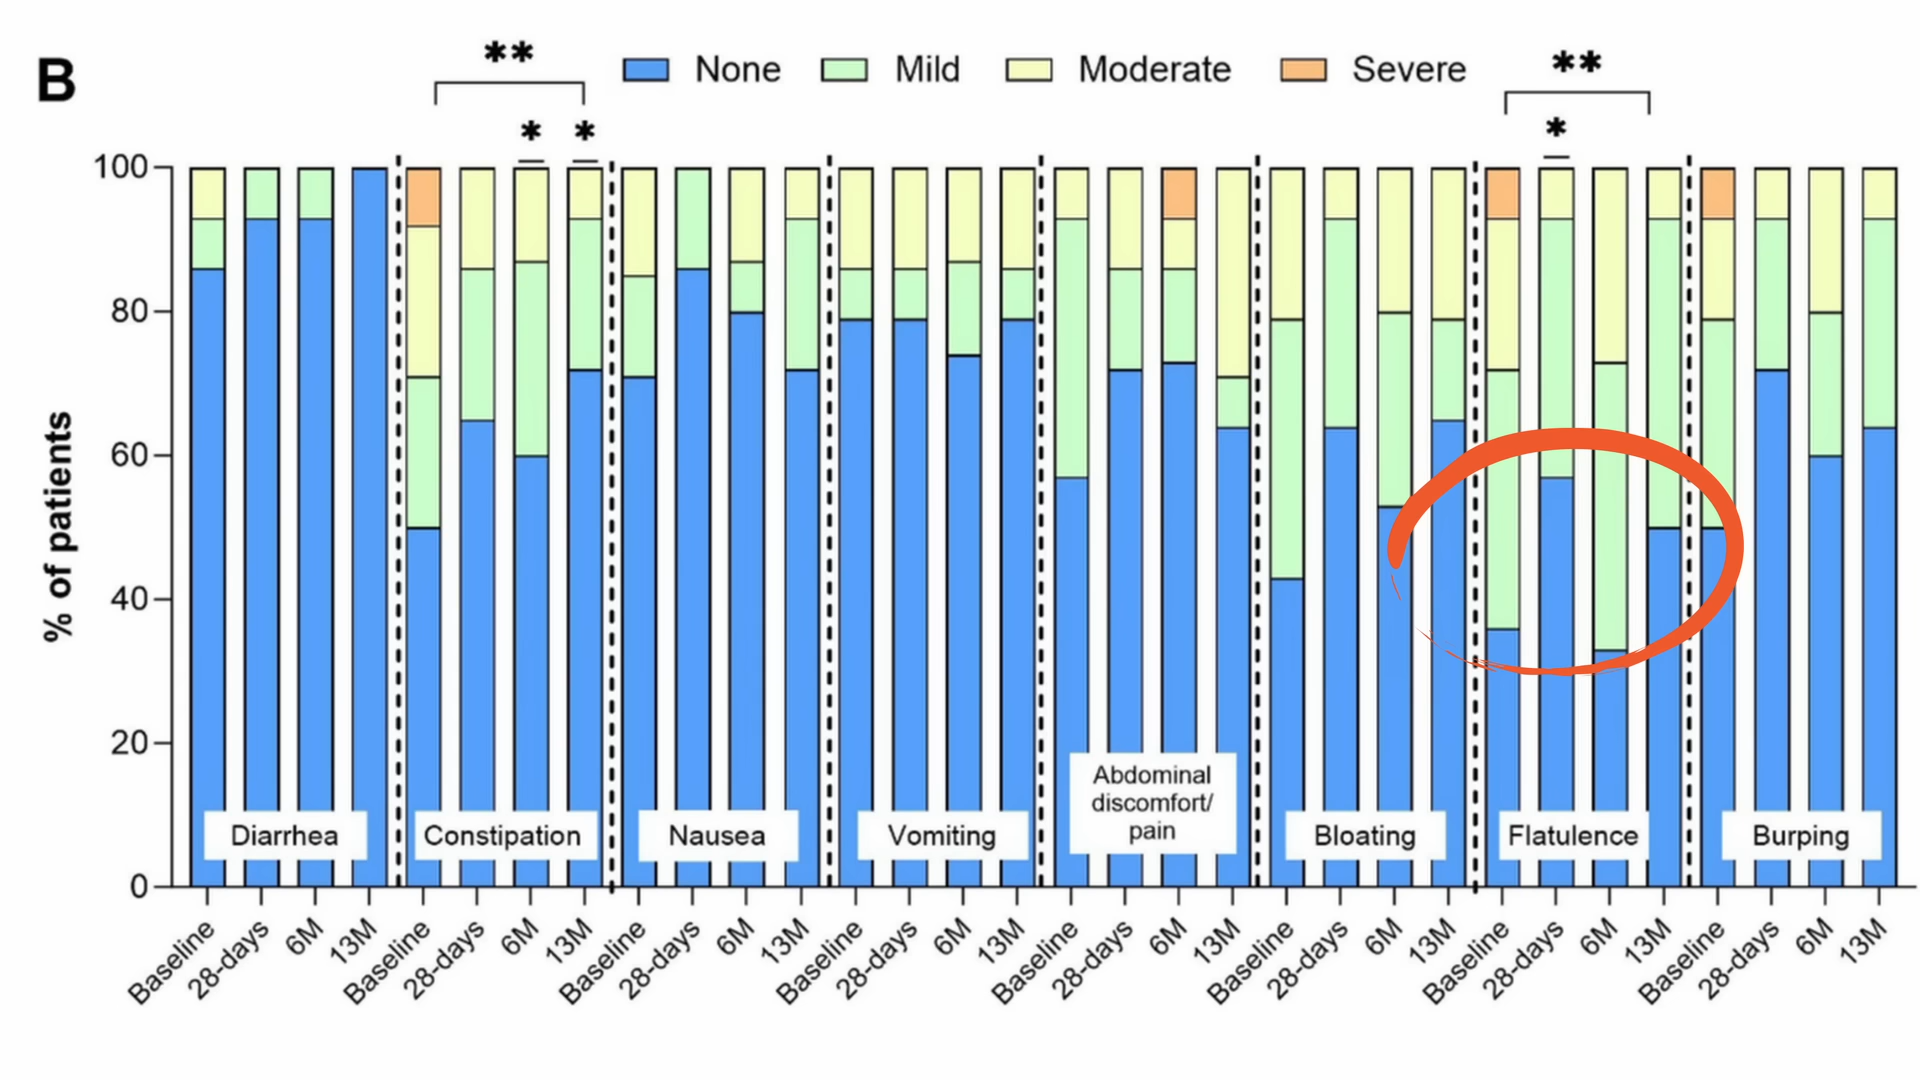 B
** None Mild Moderate Severe **
* * *
100
80
60
40
20
0
% of patients
Diarrhea Constipation Nausea Vomiting Abdominal discomfort/ pain Bloating Flatulence Burping
Baseline 28-days 6M 13M Baseline 28-days 6M 13M Baseline 28-days 6M 13M Baseline 28-days 6M 13M Baseline 28-days 6M 13M Baseline 28-days 6M 13M Baseline 28-days 6M 13M Baseline 28-days 6M 13M